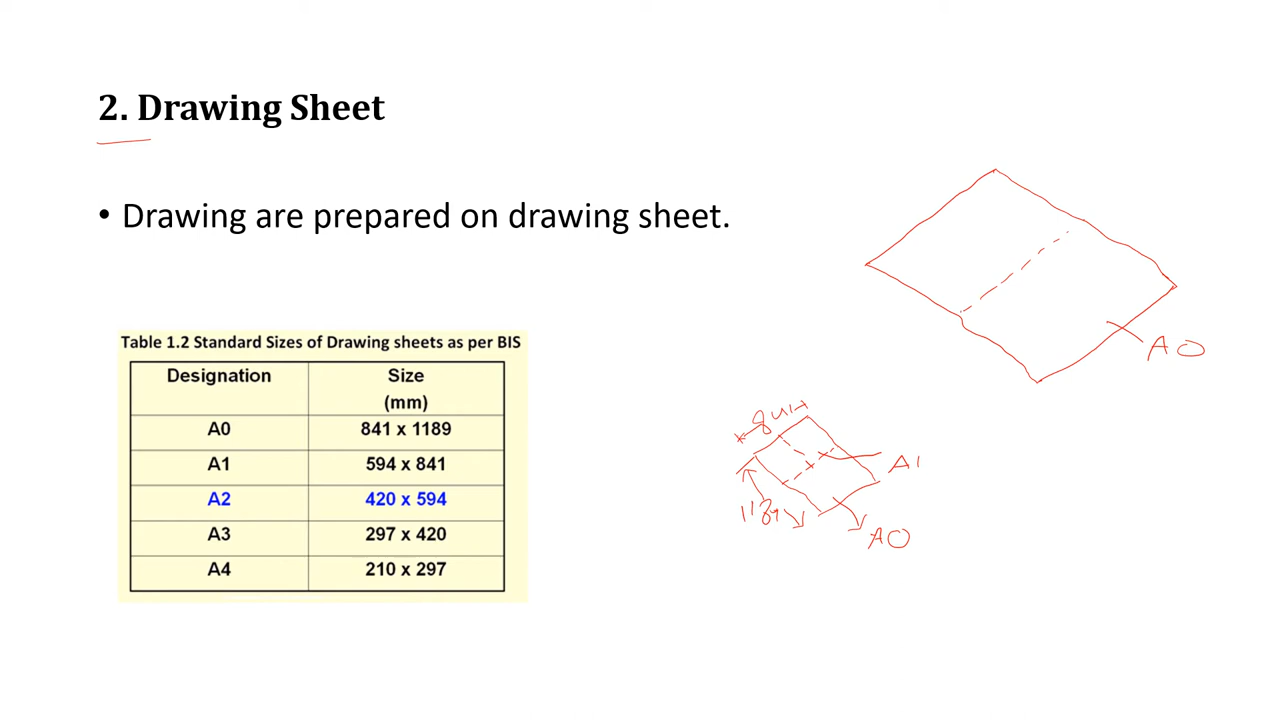 2. Drawing Sheet
• Drawing are prepared on drawing sheet.
Table 1.2 Standard Sizes of Drawing sheets as per BIS
Designation Size
(mm)
A0 841 x 1189
A1 594 x 841
A2 420 x 594
A3 297 x 420
A4 210 x 297
A0
841
A1
1189
A0